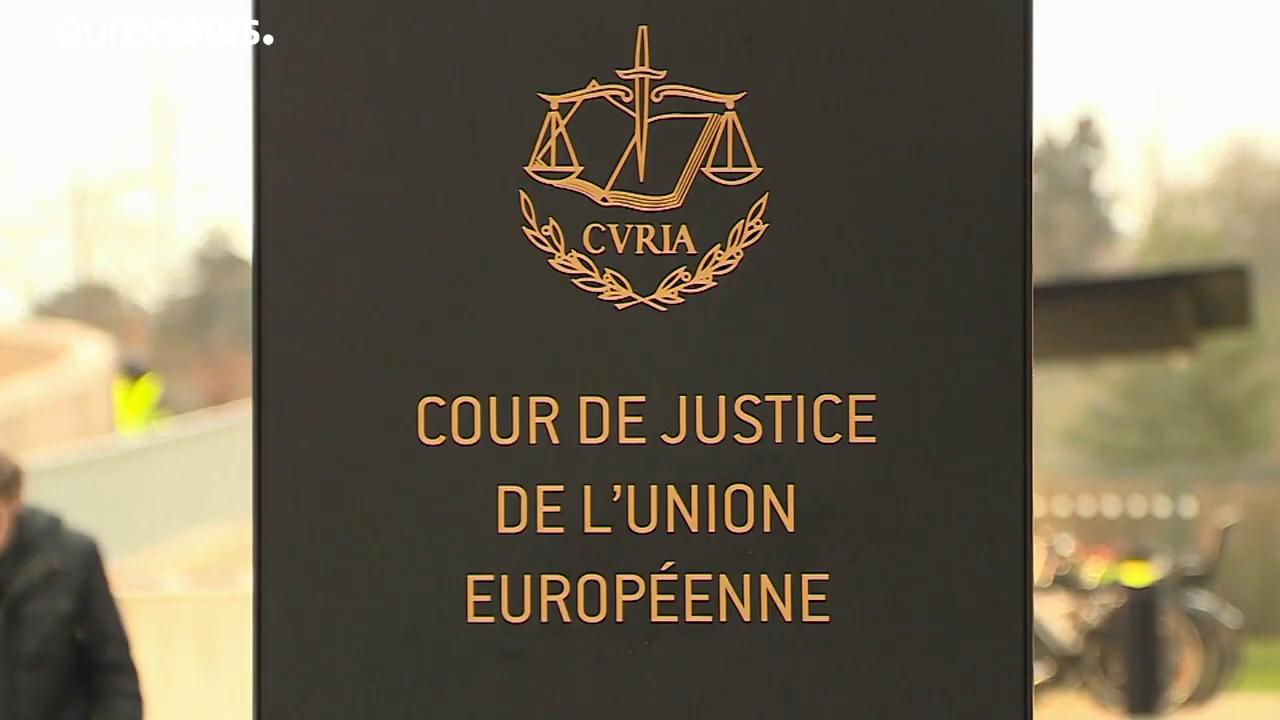 euronews.
CVRIA
COUR DE JUSTICE
DE L'UNION
EUROPÉENNE